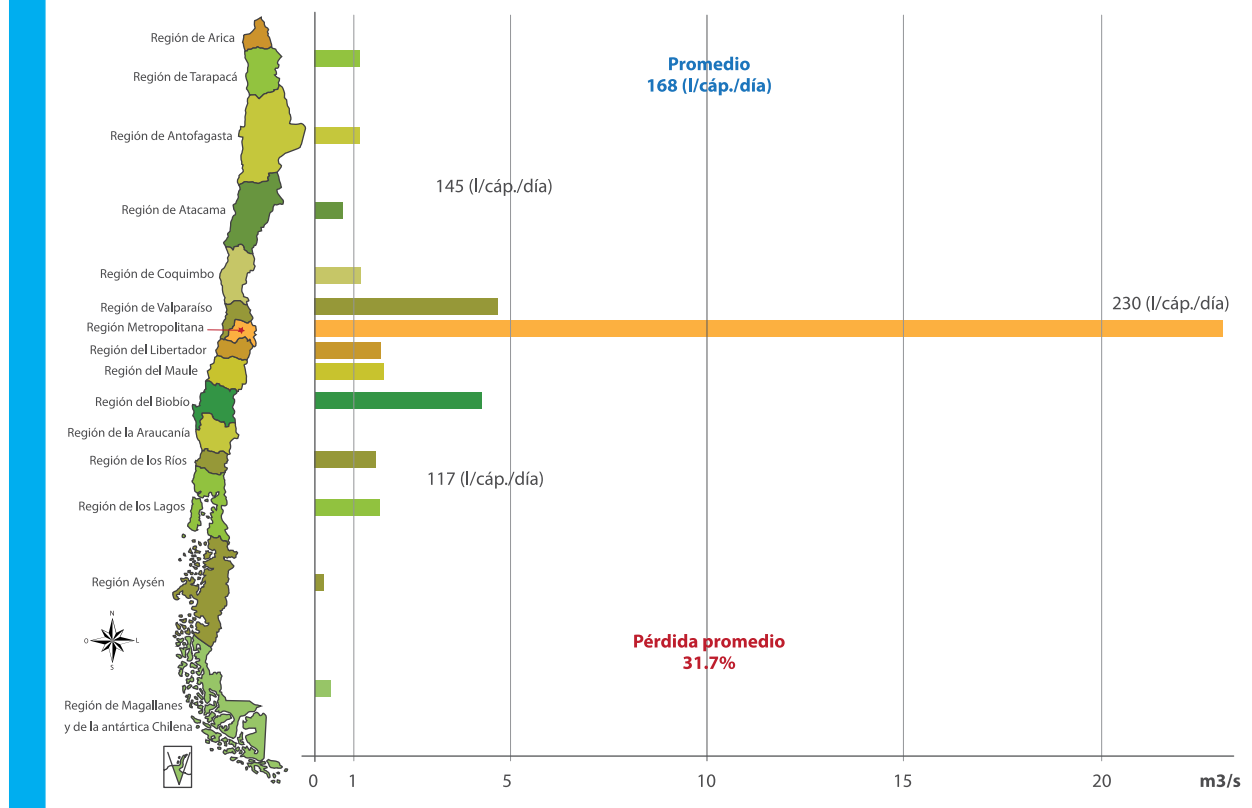 Región de Arica
Promedio
168 (l/cáp./día)
Región de Tarapacá
Región de Antofagasta
145 (l/cáp./día)
Región de Atacama
Región de Coquimbo
230 (l/cáp./día)
Región de Valparaíso
Región Metropolitana
Región del Libertador
Región del Maule
Región del Biobío
Región de la Araucanía
Región de los Ríos
117 (l/cáp./día)
Región de los Lagos
Región Aysén
N
O L
S
Pérdida promedio
31.7%
Región de Magallanes
y de la antártica Chilena
0 1 5 10 15 20 m3/s